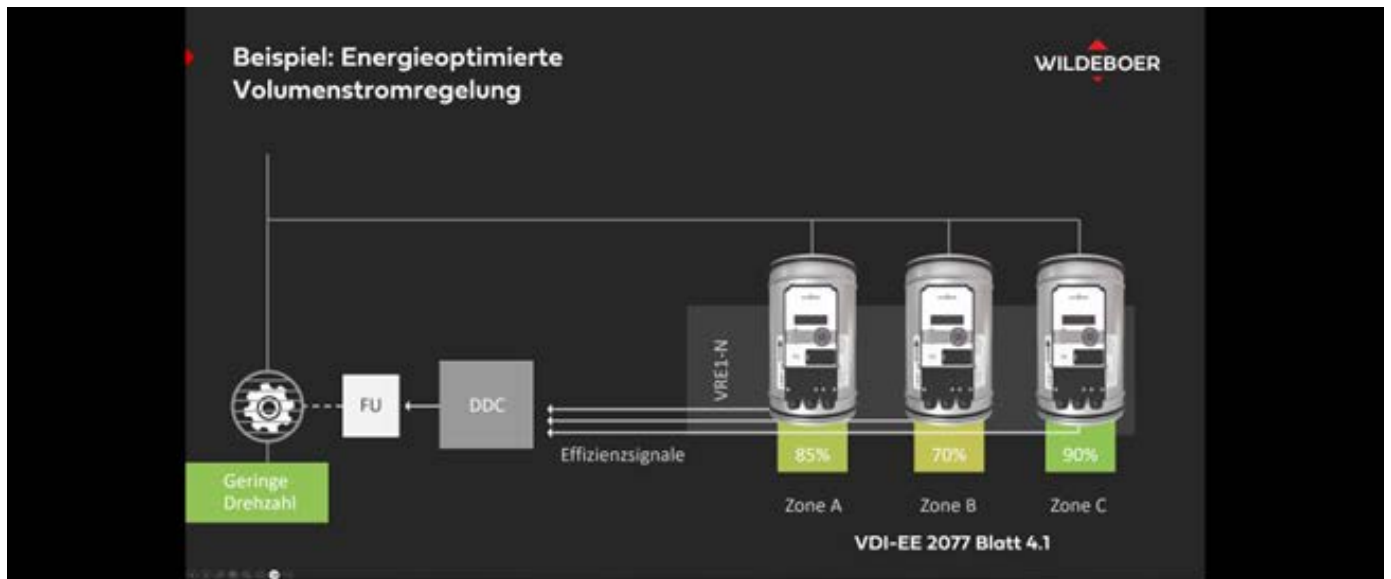 Beispiel: Energieoptimierte
Volumenstromregelung
WILDEBOER
VRE1-N
FU
DDC
Effizienzsignale
85%
70%
90%
Geringe
Drehzahl
Zone A
Zone B
Zone C
VDI-EE 2077 Blatt 4.1